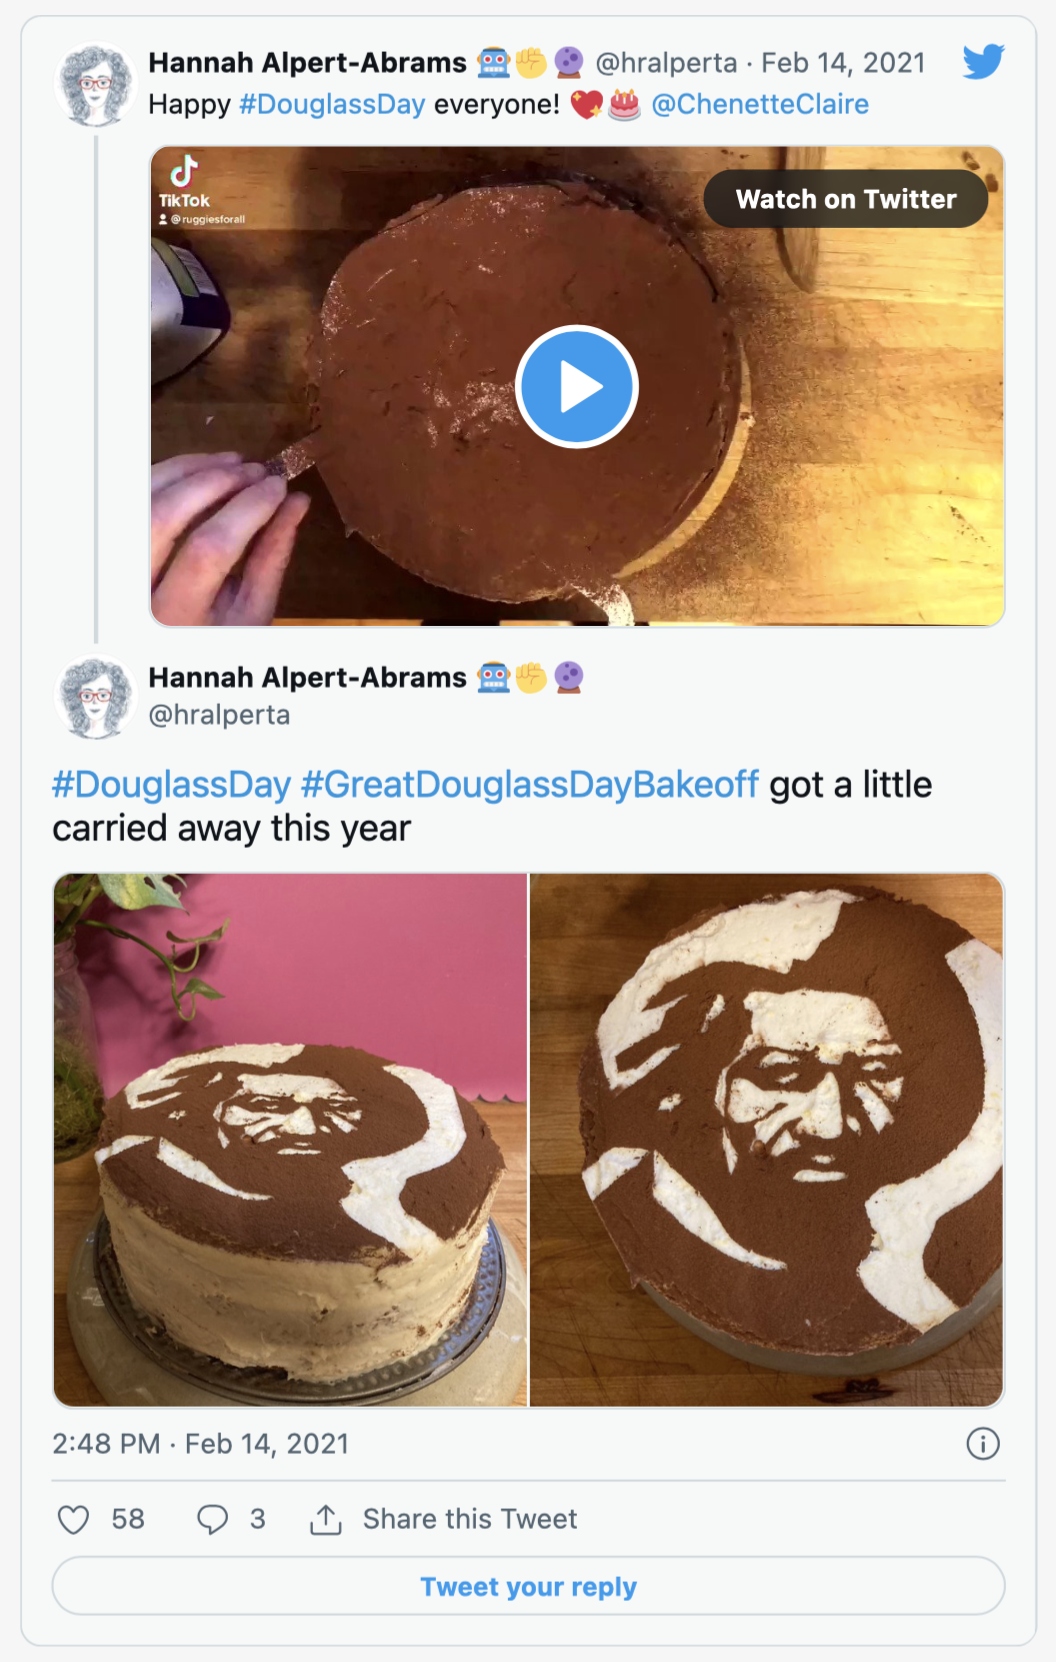 Hannah Alpert-Abrams 🤖✊🔮 @hralperta · Feb 14, 2021
Happy #DouglassDay everyone! 💖🎂 @ChenetteClaire
TikTok
@ruggiesforall
Watch on Twitter
Hannah Alpert-Abrams 🤖✊🔮
@hralperta
#DouglassDay #GreatDouglassDayBakeoff got a little
carried away this year
2:48 PM · Feb 14, 2021
58 3 Share this Tweet
Tweet your reply